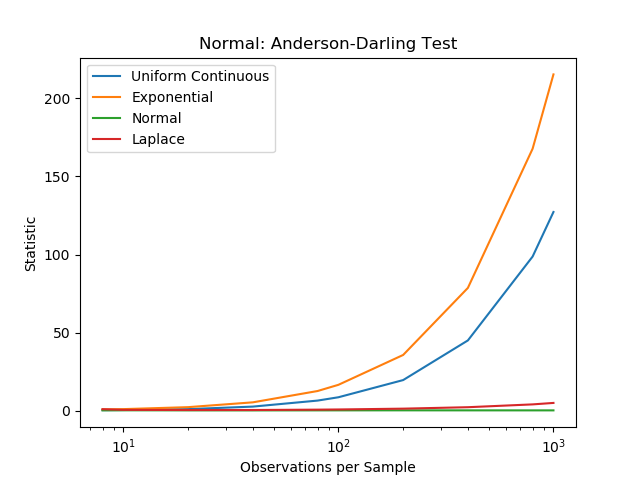 Normal: Anderson-Darling Test
Uniform Continuous
Exponential
Normal
Laplace
Statistic
200
150
100
50
0
10¹
10²
10³
Observations per Sample